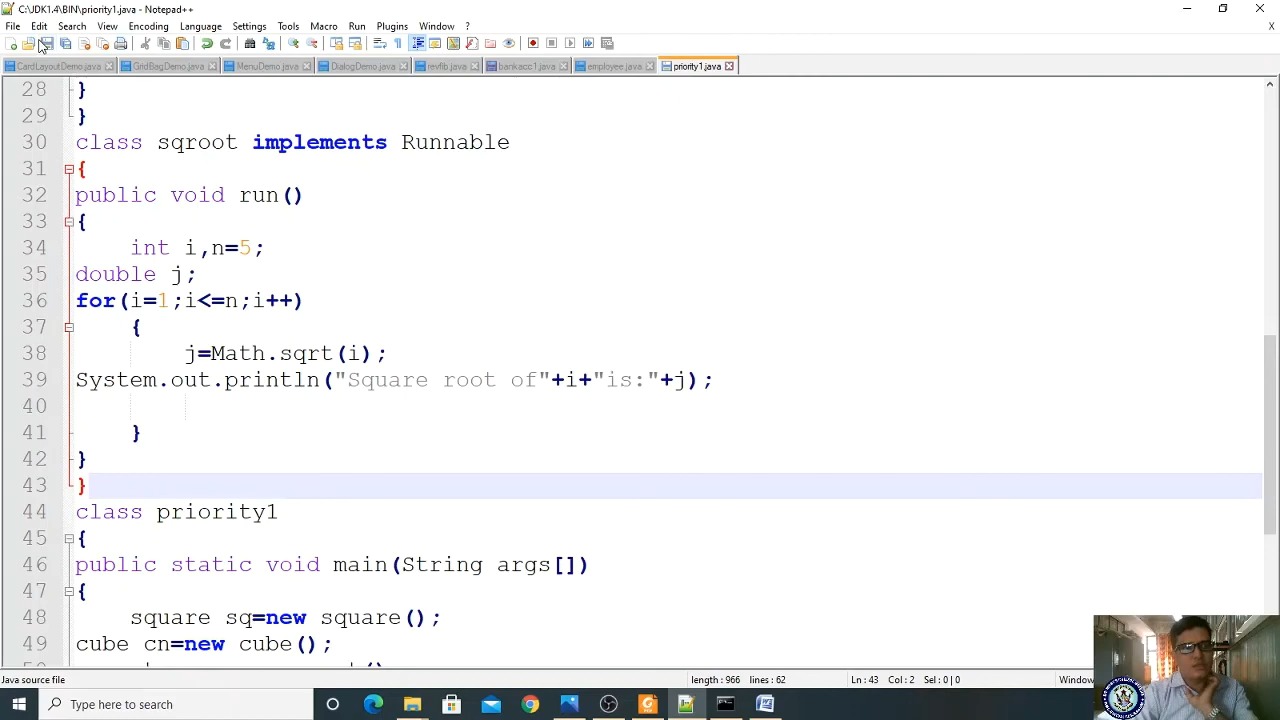 C:\JDK1.4\BIN\priority1.java - Notepad++
File Edit Search View Encoding Language Settings Tools Macro Run Plugins Window ?
X
CardLayoutDemo.java GridBagDemo.java MenuDemo.java DialogDemo.java revfib.java bankacc1.java employee.java priority1.java
28 }
29 }
30 class sqroot implements Runnable
31 {
32 public void run()
33 {
34 int i,n=5;
35 double j;
36 for(i=1;i<=n;i++)
37 {
38 j=Math.sqrt(i);
39 System.out.println("Square root of"+i+"is:"+j);
40
41 }
42 }
43 }
44 class priority1
45 {
46 public static void main(String args[])
47 {
48 square sq=new square();
49 cube cn=new cube();
Java source file length : 966 lines : 62 Ln : 43 Col : 2 Sel : 0 | 0 Window
Type here to search